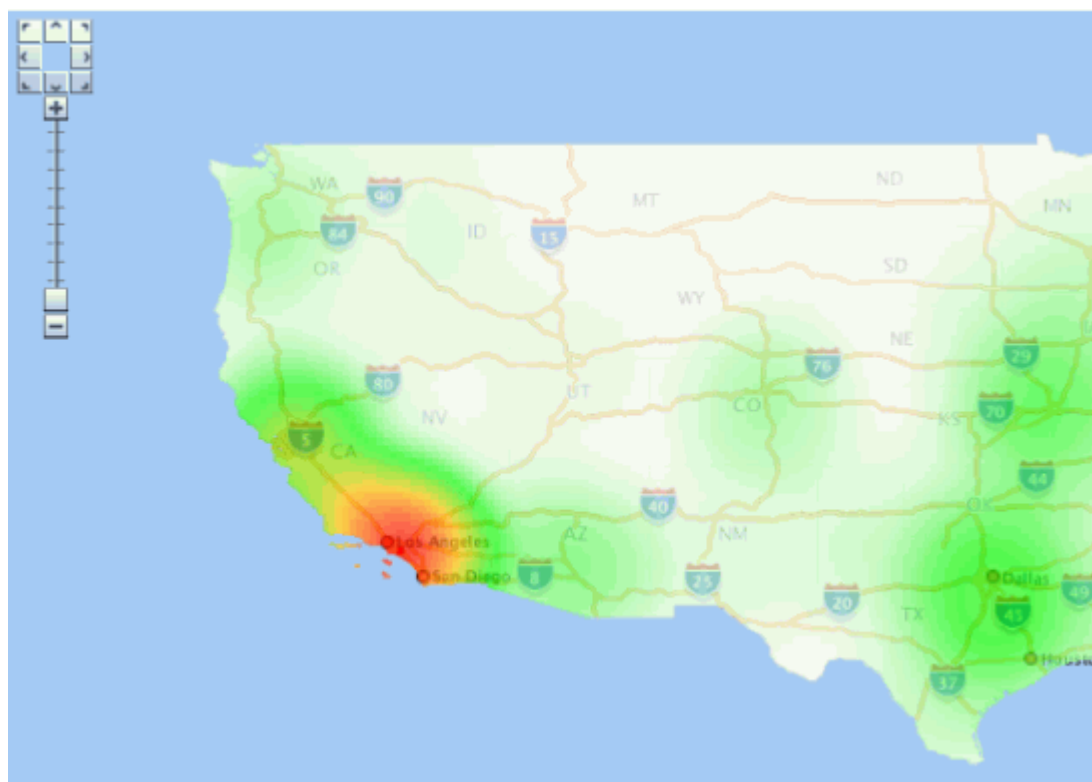 WA
90
MT
ND
MN
84
ID
15
OR
SD
WY
NE
29
76
80
UT
CO
NV
KS
70
5
CA
44
40
OK
AZ
NM
Los Angeles
San Diego
8
25
Dallas
49
20
TX
45
Houst
37